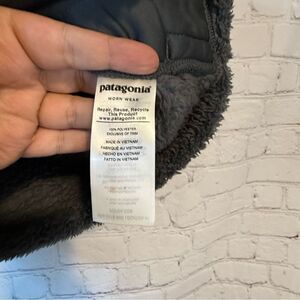 patagonia
WORN WEAR
Repair, Reuse, Recycle
This Product
www.patagonia.com
100% POLYESTER
EXCLUSIVE OF TRIM
MADE IN VIETNAM
FABRIQUÉ AU VIETNAM
HECHO EN VIETNAM
FATTO IN VIETNAM